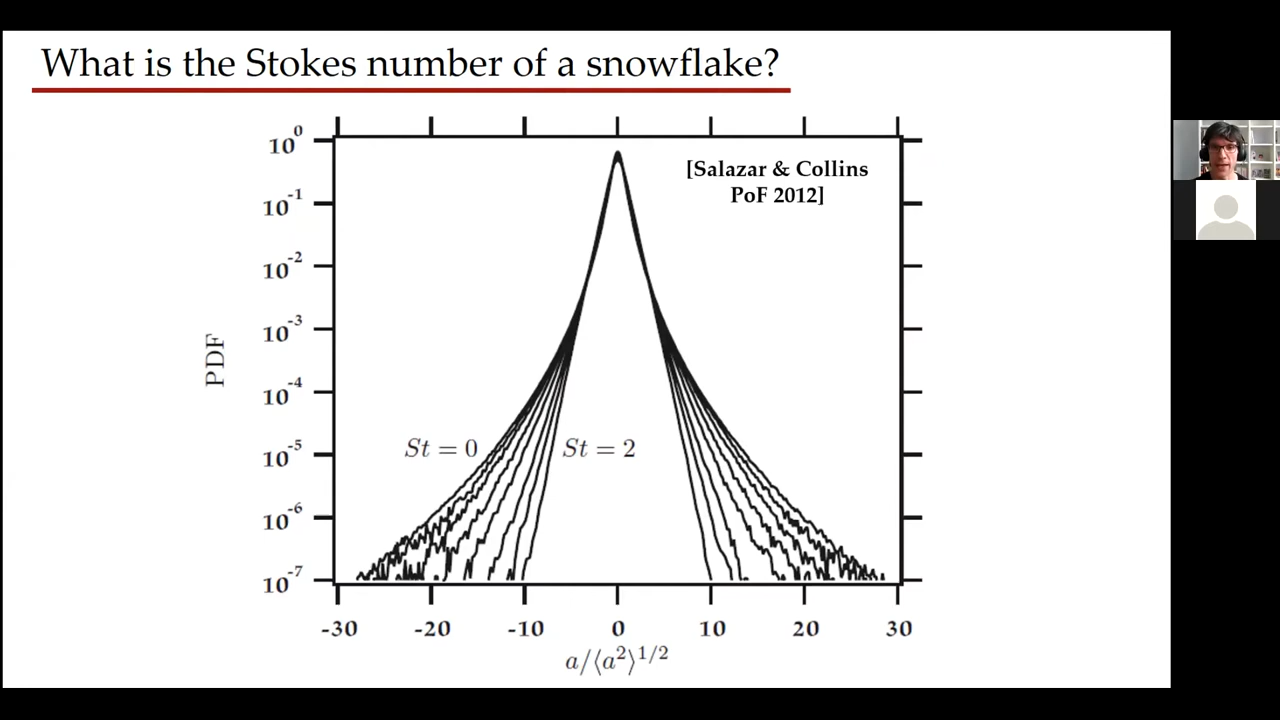 What is the Stokes number of a snowflake?
[Salazar & Collins
PoF 2012]
10^0
10^-1
10^-2
10^-3
10^-4
10^-5
10^-6
10^-7
PDF
St = 0
St = 2
-30 -20 -10 0 10 20 30
a/⟨a^2⟩^1/2